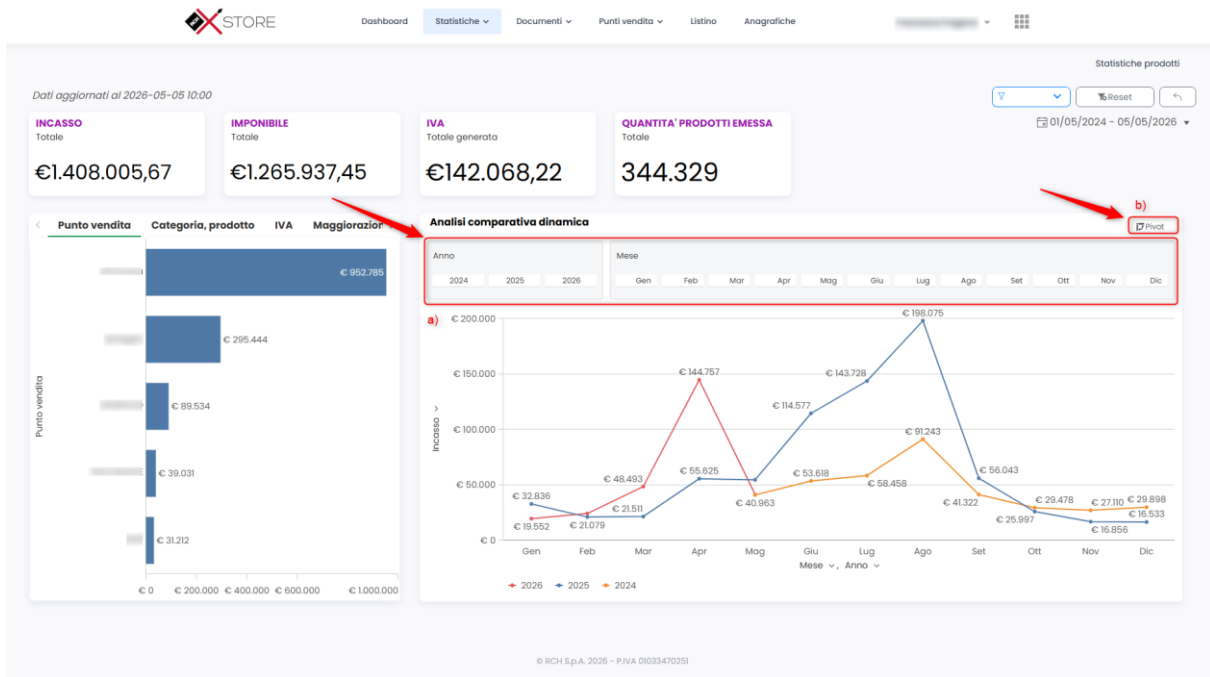 RCH STORE
Dashboard Statistiche Documenti Punti vendita Listino Anagrafiche
Statistiche prodotti
Dati aggiornati al 2026-05-05 10:00
Reset
01/05/2024 - 05/05/2026
INCASSO
Totale
€1.408.005,67
IMPONIBILE
Totale
€1.265.937,45
IVA
Totale generata
€142.068,22
QUANTITA' PRODOTTI EMESSA
Totale
344.329
Punto vendita Categoria, prodotto IVA Maggiorazion
Punto vendita
€ 952.785
€ 295.444
€ 89.534
€ 39.031
€ 31.212
€ 0 € 200.000 € 400.000 € 600.000 € 1.000.000
Analisi comparativa dinamica
b)
Pivot
Anno
2024 2025 2026
Mese
Gen Feb Mar Apr Mag Giu Lug Ago Set Ott Nov Dic
a)
Incasso
€ 200.000
€ 150.000
€ 100.000
€ 50.000
€ 0
€ 198.075
€ 144.757
€ 143.728
€ 114.577
€ 91.243
€ 55.625
€ 53.618
€ 56.043
€ 48.493
€ 58.458
€ 32.836
€ 21.511
€ 40.963
€ 41.322
€ 29.478
€ 27.110
€ 29.898
€ 19.552
€ 21.079
€ 25.997
€ 16.533
€ 16.856
Gen Feb Mar Apr Mag Giu Lug Ago Set Ott Nov Dic
Mese , Anno
2026 2025 2024
© RCH S.p.A. 2026 - P.IVA 01033470251